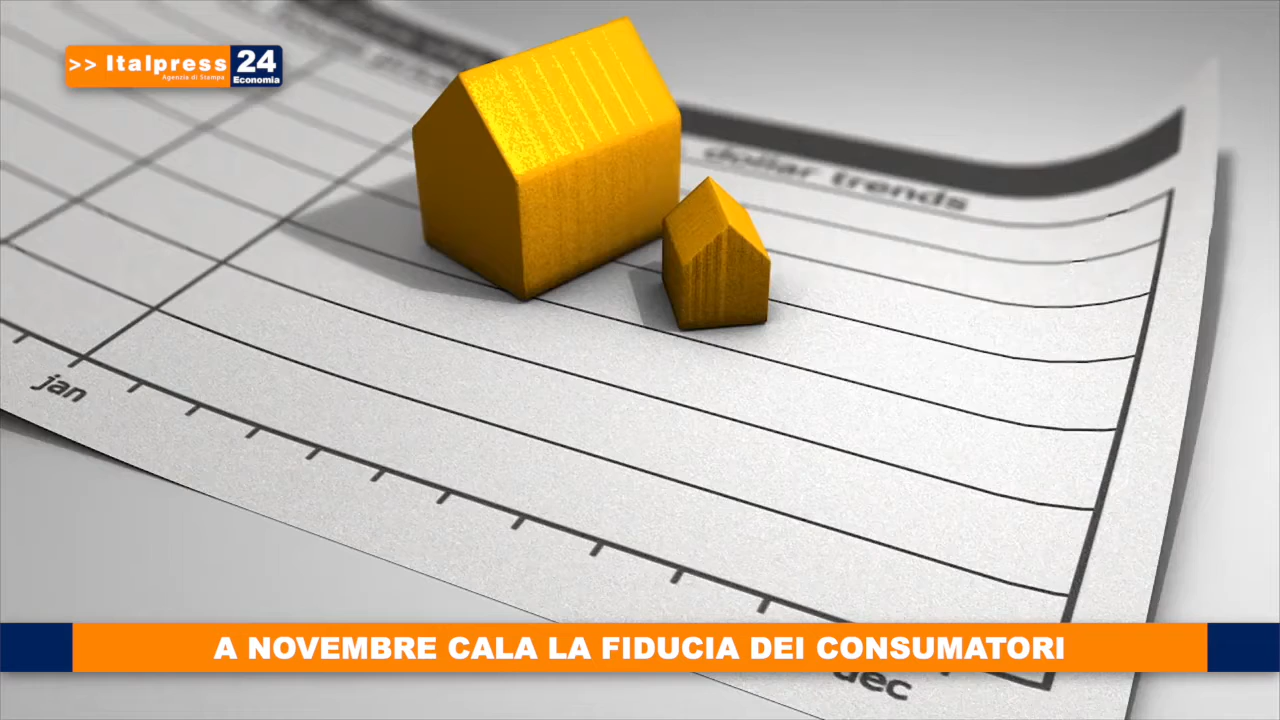 >> Italpress 24
Agenzia di Stampa Economia
dollar trends
jan
A NOVEMBRE CALA LA FIDUCIA DEI CONSUMATORI
dec